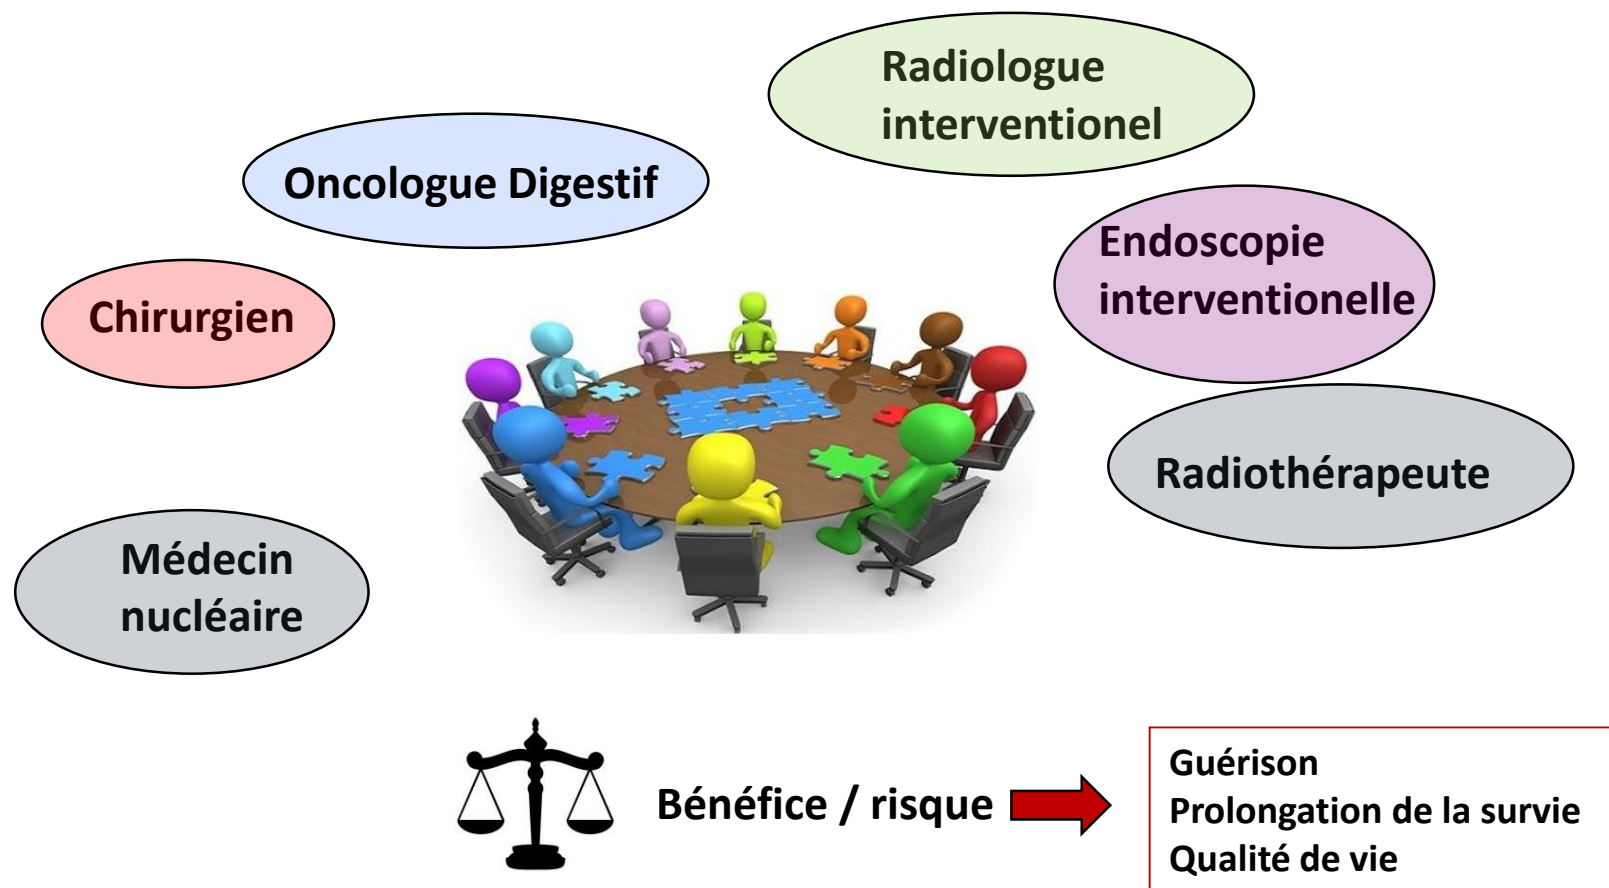 Radiologue
interventionel
Oncologue Digestif
Endoscopie
interventionelle
Chirurgien
Radiothérapeute
Médecin
nucléaire
Bénéfice / risque
Guérison
Prolongation de la survie
Qualité de vie